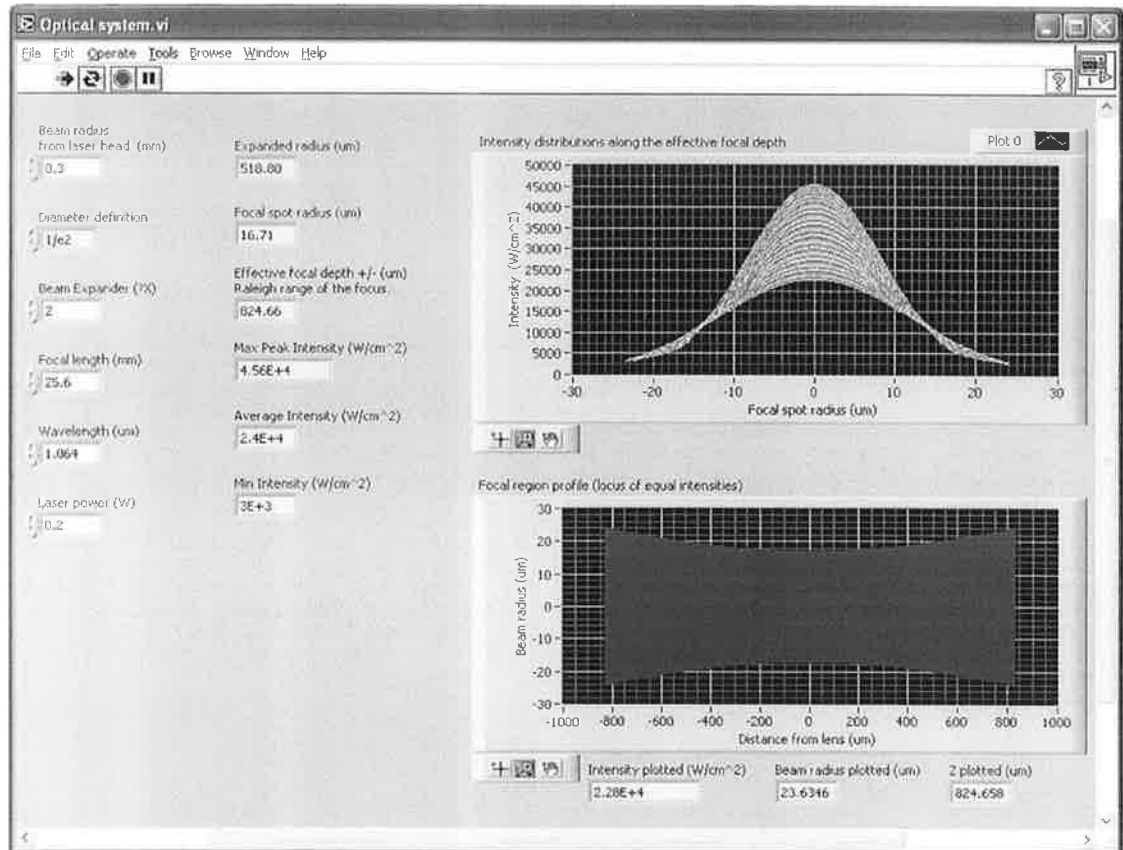 Optical system.vi
File Edit Operate Tools Browse Window Help
Beam radius
from laser head (mm)
0.3
Diameter definition
1/e2
Beam Expander (?X)
2
Focal length (mm)
25.6
Wavelength (um)
1.064
Laser power (W)
0.2
Expanded radius (um)
518.80
Focal spot radius (um)
16.71
Effective focal depth +/- (um)
Raleigh range of the focus
824.66
Max Peak Intensity (W/cm^2)
4.56E+4
Average Intensity (W/cm^2)
2.4E+4
Min Intensity (W/cm^2)
3E+3
Intensity distributions along the effective focal depth
Plot 0
Intensity (W/cm^2)
50000
45000
40000
35000
30000
25000
20000
15000
10000
5000
0
-30 -20 -10 0 10 20 30
Focal spot radius (um)
Focal region profile (locus of equal intensities)
Beam radius (um)
30
20
10
0
-10
-20
-30
-1000 -800 -600 -400 -200 0 200 400 600 800 1000
Distance from lens (um)
Intensity plotted (W/cm^2) Beam radius plotted (um) Z plotted (um)
2.28E+4 23.6346 824.658